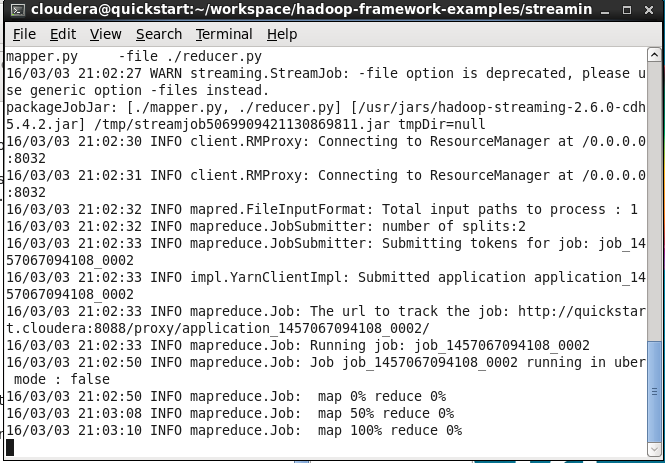 cloudera@quickstart:~/workspace/hadoop-framework-examples/streamin
File Edit View Search Terminal Help
mapper.py     -file ./reducer.py
16/03/03 21:02:27 WARN streaming.StreamJob: -file option is deprecated, please u
se generic option -files instead.
packageJobJar: [./mapper.py, ./reducer.py] [/usr/jars/hadoop-streaming-2.6.0-cdh
5.4.2.jar] /tmp/streamjob5069909421130869811.jar tmpDir=null
16/03/03 21:02:30 INFO client.RMProxy: Connecting to ResourceManager at /0.0.0.0
:8032
16/03/03 21:02:31 INFO client.RMProxy: Connecting to ResourceManager at /0.0.0.0
:8032
16/03/03 21:02:32 INFO mapred.FileInputFormat: Total input paths to process : 1
16/03/03 21:02:32 INFO mapreduce.JobSubmitter: number of splits:2
16/03/03 21:02:33 INFO mapreduce.JobSubmitter: Submitting tokens for job: job_14
57067094108_0002
16/03/03 21:02:33 INFO impl.YarnClientImpl: Submitted application application_14
57067094108_0002
16/03/03 21:02:33 INFO mapreduce.Job: The url to track the job: http://quickstar
t.cloudera:8088/proxy/application_1457067094108_0002/
16/03/03 21:02:33 INFO mapreduce.Job: Running job: job_1457067094108_0002
16/03/03 21:02:50 INFO mapreduce.Job: Job job_1457067094108_0002 running in uber
 mode : false
16/03/03 21:02:50 INFO mapreduce.Job:  map 0% reduce 0%
16/03/03 21:03:08 INFO mapreduce.Job:  map 50% reduce 0%
16/03/03 21:03:10 INFO mapreduce.Job:  map 100% reduce 0%